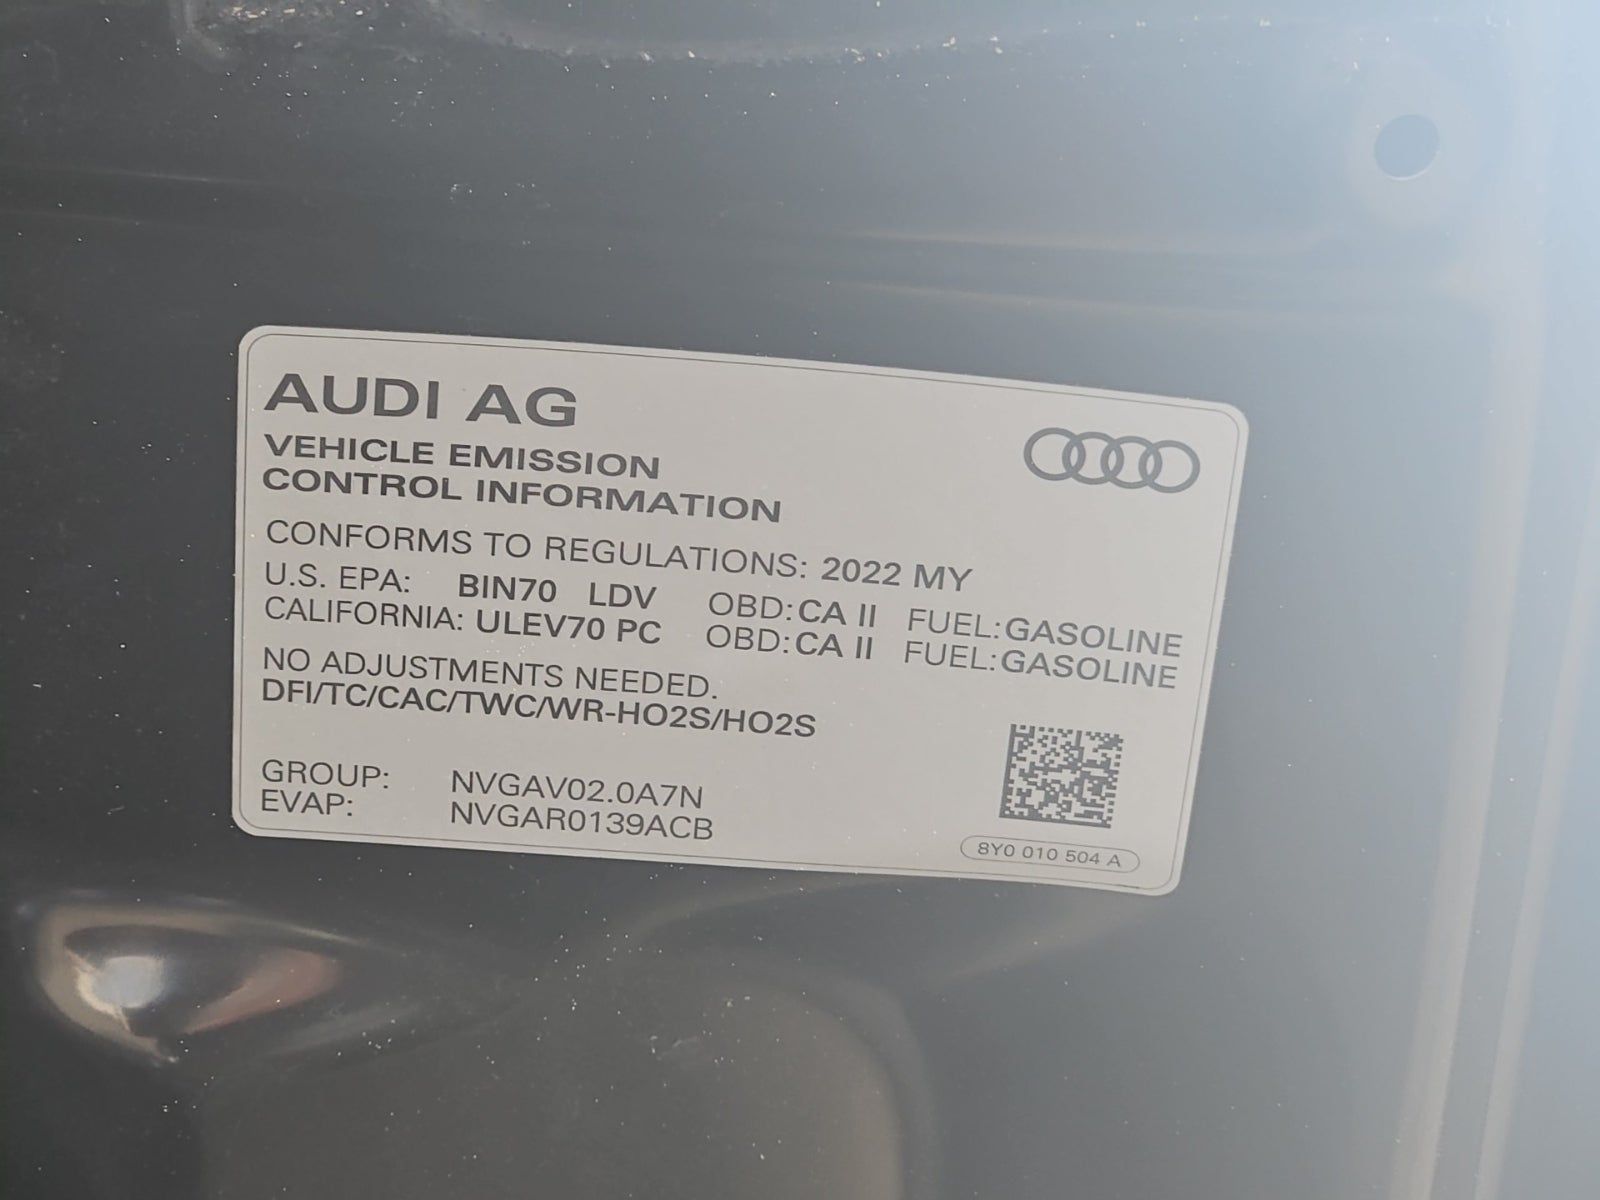 AUDI AG
VEHICLE EMISSION
CONTROL INFORMATION
CONFORMS TO REGULATIONS: 2022 MY
U.S. EPA: BIN70 LDV OBD: CA II FUEL: GASOLINE
CALIFORNIA: ULEV70 PC OBD: CA II FUEL: GASOLINE
NO ADJUSTMENTS NEEDED.
DFI/TC/CAC/TWC/WR-HO2S/HO2S
GROUP: NVGAV02.0A7N
EVAP: NVGAR0139ACB
8Y0 010 504 A